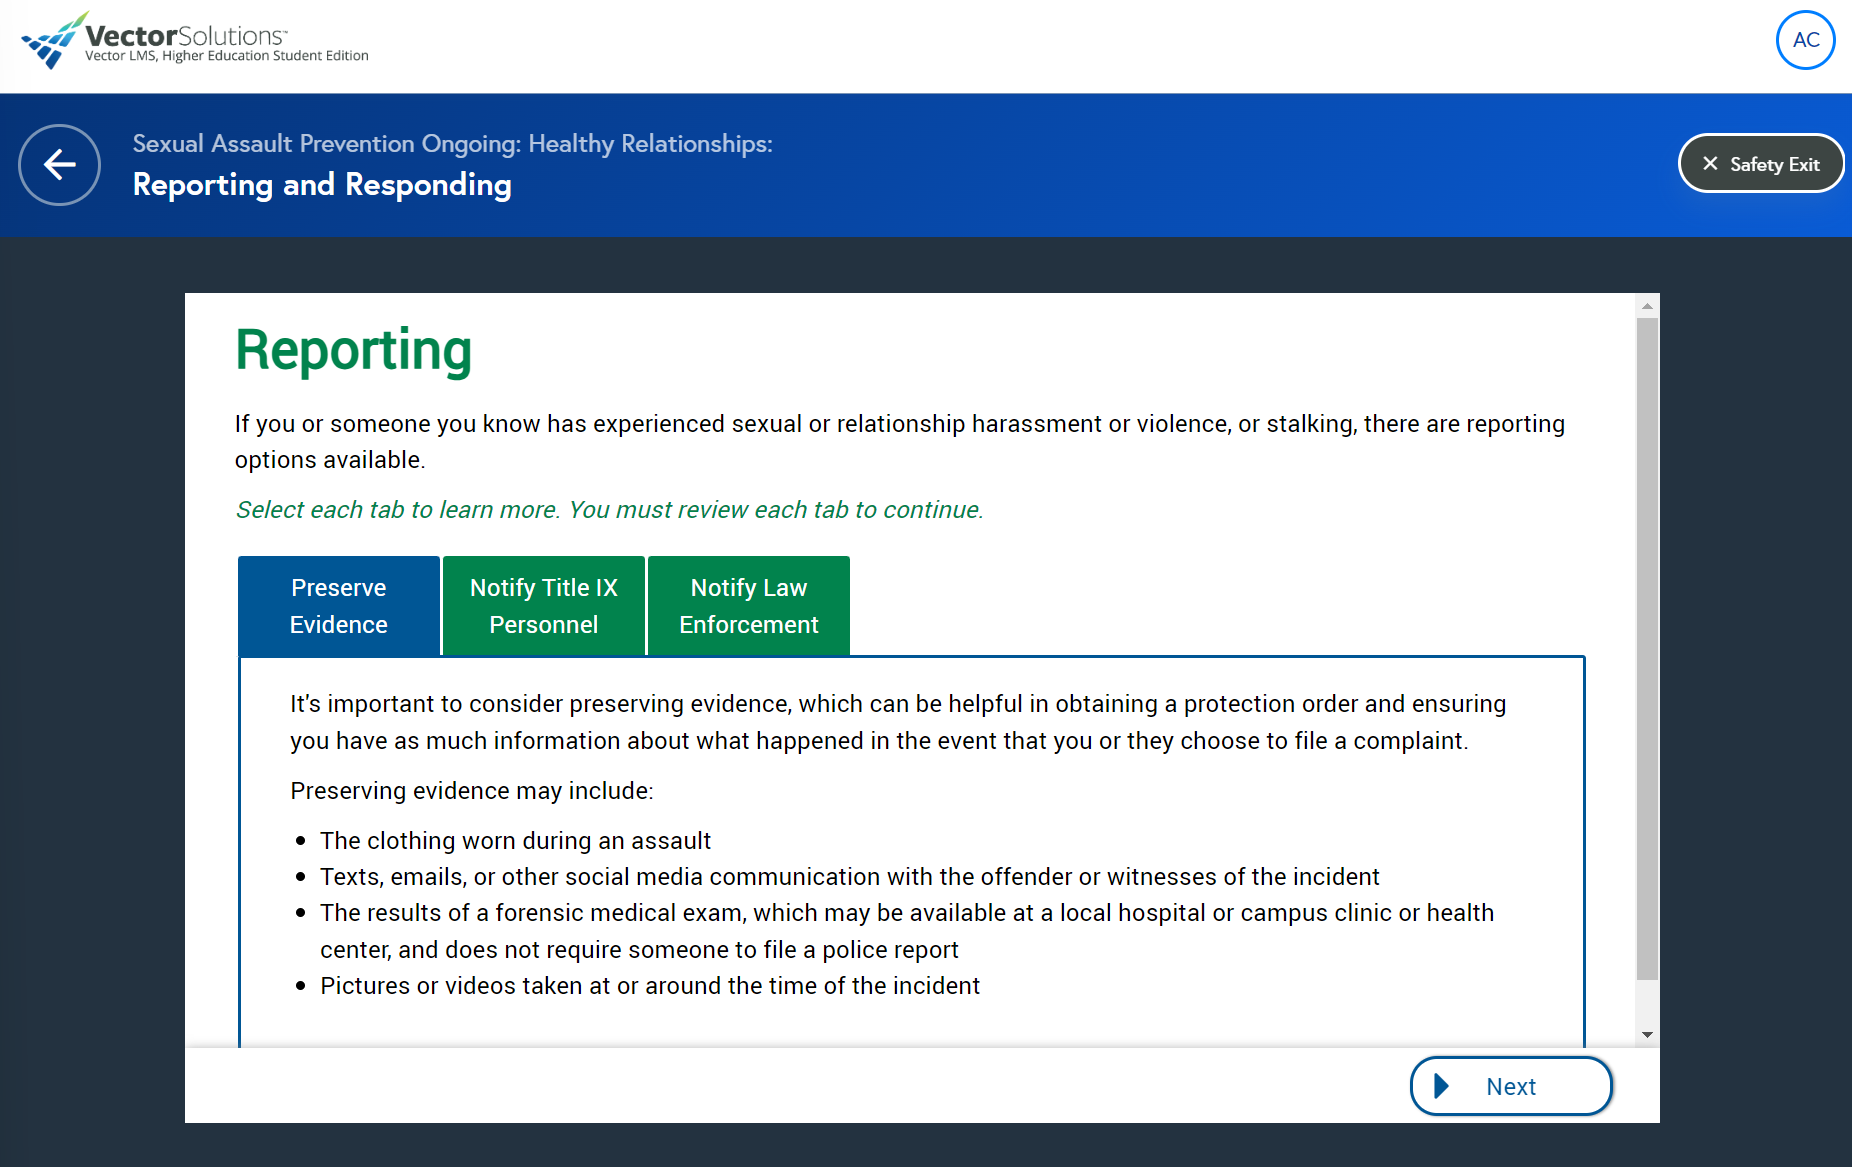 VectorSolutions™
Vector LMS, Higher Education Student Edition
AC
Sexual Assault Prevention Ongoing: Healthy Relationships:
Reporting and Responding
Safety Exit
Reporting
If you or someone you know has experienced sexual or relationship harassment or violence, or stalking, there are reporting
options available.
Select each tab to learn more. You must review each tab to continue.
Preserve
Evidence
Notify Title IX
Personnel
Notify Law
Enforcement
It's important to consider preserving evidence, which can be helpful in obtaining a protection order and ensuring
you have as much information about what happened in the event that you or they choose to file a complaint.
Preserving evidence may include:
• The clothing worn during an assault
• Texts, emails, or other social media communication with the offender or witnesses of the incident
• The results of a forensic medical exam, which may be available at a local hospital or campus clinic or health
center, and does not require someone to file a police report
• Pictures or videos taken at or around the time of the incident
Next